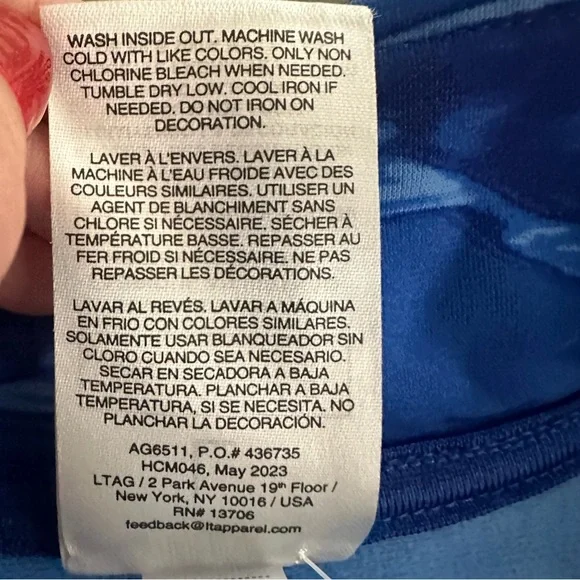 WASH INSIDE OUT. MACHINE WASH
COLD WITH LIKE COLORS. ONLY NON
CHLORINE BLEACH WHEN NEEDED.
TUMBLE DRY LOW. COOL IRON IF
NEEDED. DO NOT IRON ON
DECORATION.
LAVER À L'ENVERS. LAVER À LA
MACHINE À L'EAU FROIDE AVEC DES
COULEURS SIMILAIRES. UTILISER UN
AGENT DE BLANCHIMENT SANS
CHLORE SI NÉCESSAIRE. SÉCHER À
TEMPÉRATURE BASSE. REPASSER AU
FER FROID SI NÉCESSAIRE. NE PAS
REPASSER LES DÉCORATIONS.
LAVAR AL REVÉS. LAVAR A MÁQUINA
EN FRIO CON COLORES SIMILARES.
SOLAMENTE USAR BLANQUEADOR SIN
CLORO CUANDO SEA NECESARIO.
SECAR EN SECADORA A BAJA
TEMPERATURA. PLANCHAR A BAJA
TEMPERATURA, SI SE NECESITA. NO
PLANCHAR LA DECORACIÓN.
AG6511, P.O.# 436735
HCM046, May 2023
LTAG / 2 Park Avenue 19th Floor /
New York, NY 10016 / USA
RN# 13706
feedback@ltapparel.com